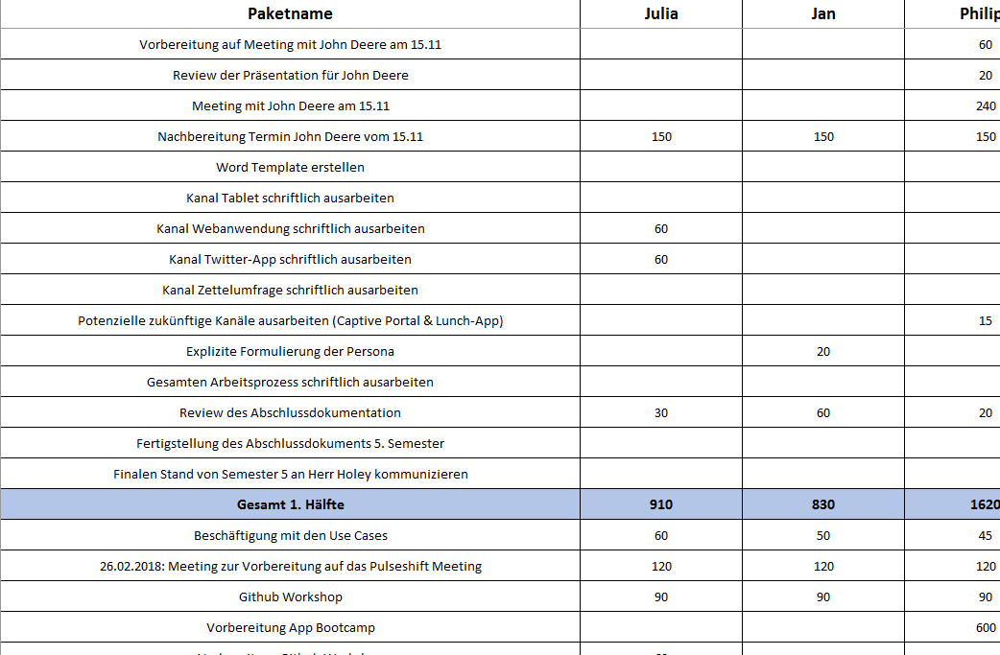 Paketname Julia Jan Philip
Vorbereitung auf Meeting mit John Deere am 15.11 60
Review der Präsentation für John Deere 20
Meeting mit John Deere am 15.11 240
Nachbereitung Termin John Deere vom 15.11 150 150 150
Word Template erstellen
Kanal Tablet schriftlich ausarbeiten
Kanal Webanwendung schriftlich ausarbeiten 60
Kanal Twitter-App schriftlich ausarbeiten 60
Kanal Zettelumfrage schriftlich ausarbeiten
Potenzielle zukünftige Kanäle ausarbeiten (Captive Portal & Lunch-App) 15
Explizite Formulierung der Persona 20
Gesamten Arbeitsprozess schriftlich ausarbeiten
Review des Abschlussdokumentation 30 60 20
Fertigstellung des Abschlussdokuments 5. Semester
Finalen Stand von Semester 5 an Herr Holey kommunizieren
Gesamt 1. Hälfte 910 830 1620
Beschäftigung mit den Use Cases 60 50 45
26.02.2018: Meeting zur Vorbereitung auf das Pulseshift Meeting 120 120 120
Github Workshop 90 90 90
Vorbereitung App Bootcamp 600